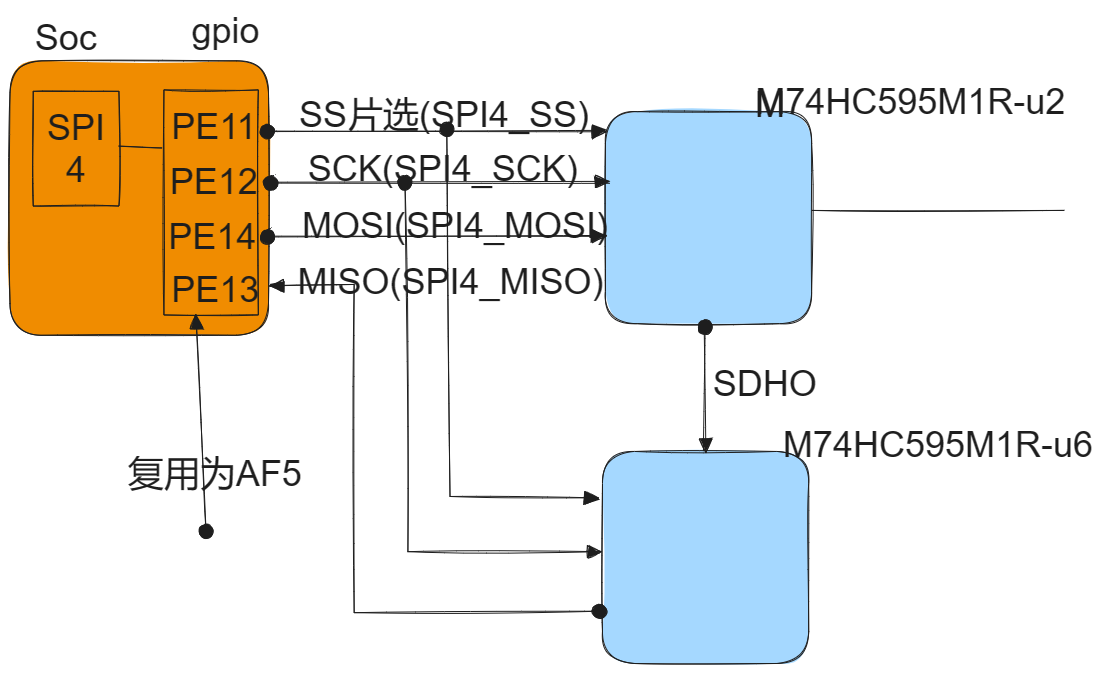 Soc
gpio
SPI
4
PE11
PE12
PE14
PE13
SS片选(SPI4_SS)
SCK(SPI4_SCK)
MOSI(SPI4_MOSI)
MISO(SPI4_MISO)
M74HC595M1R-u2
SDHO
M74HC595M1R-u6
复用为AF5